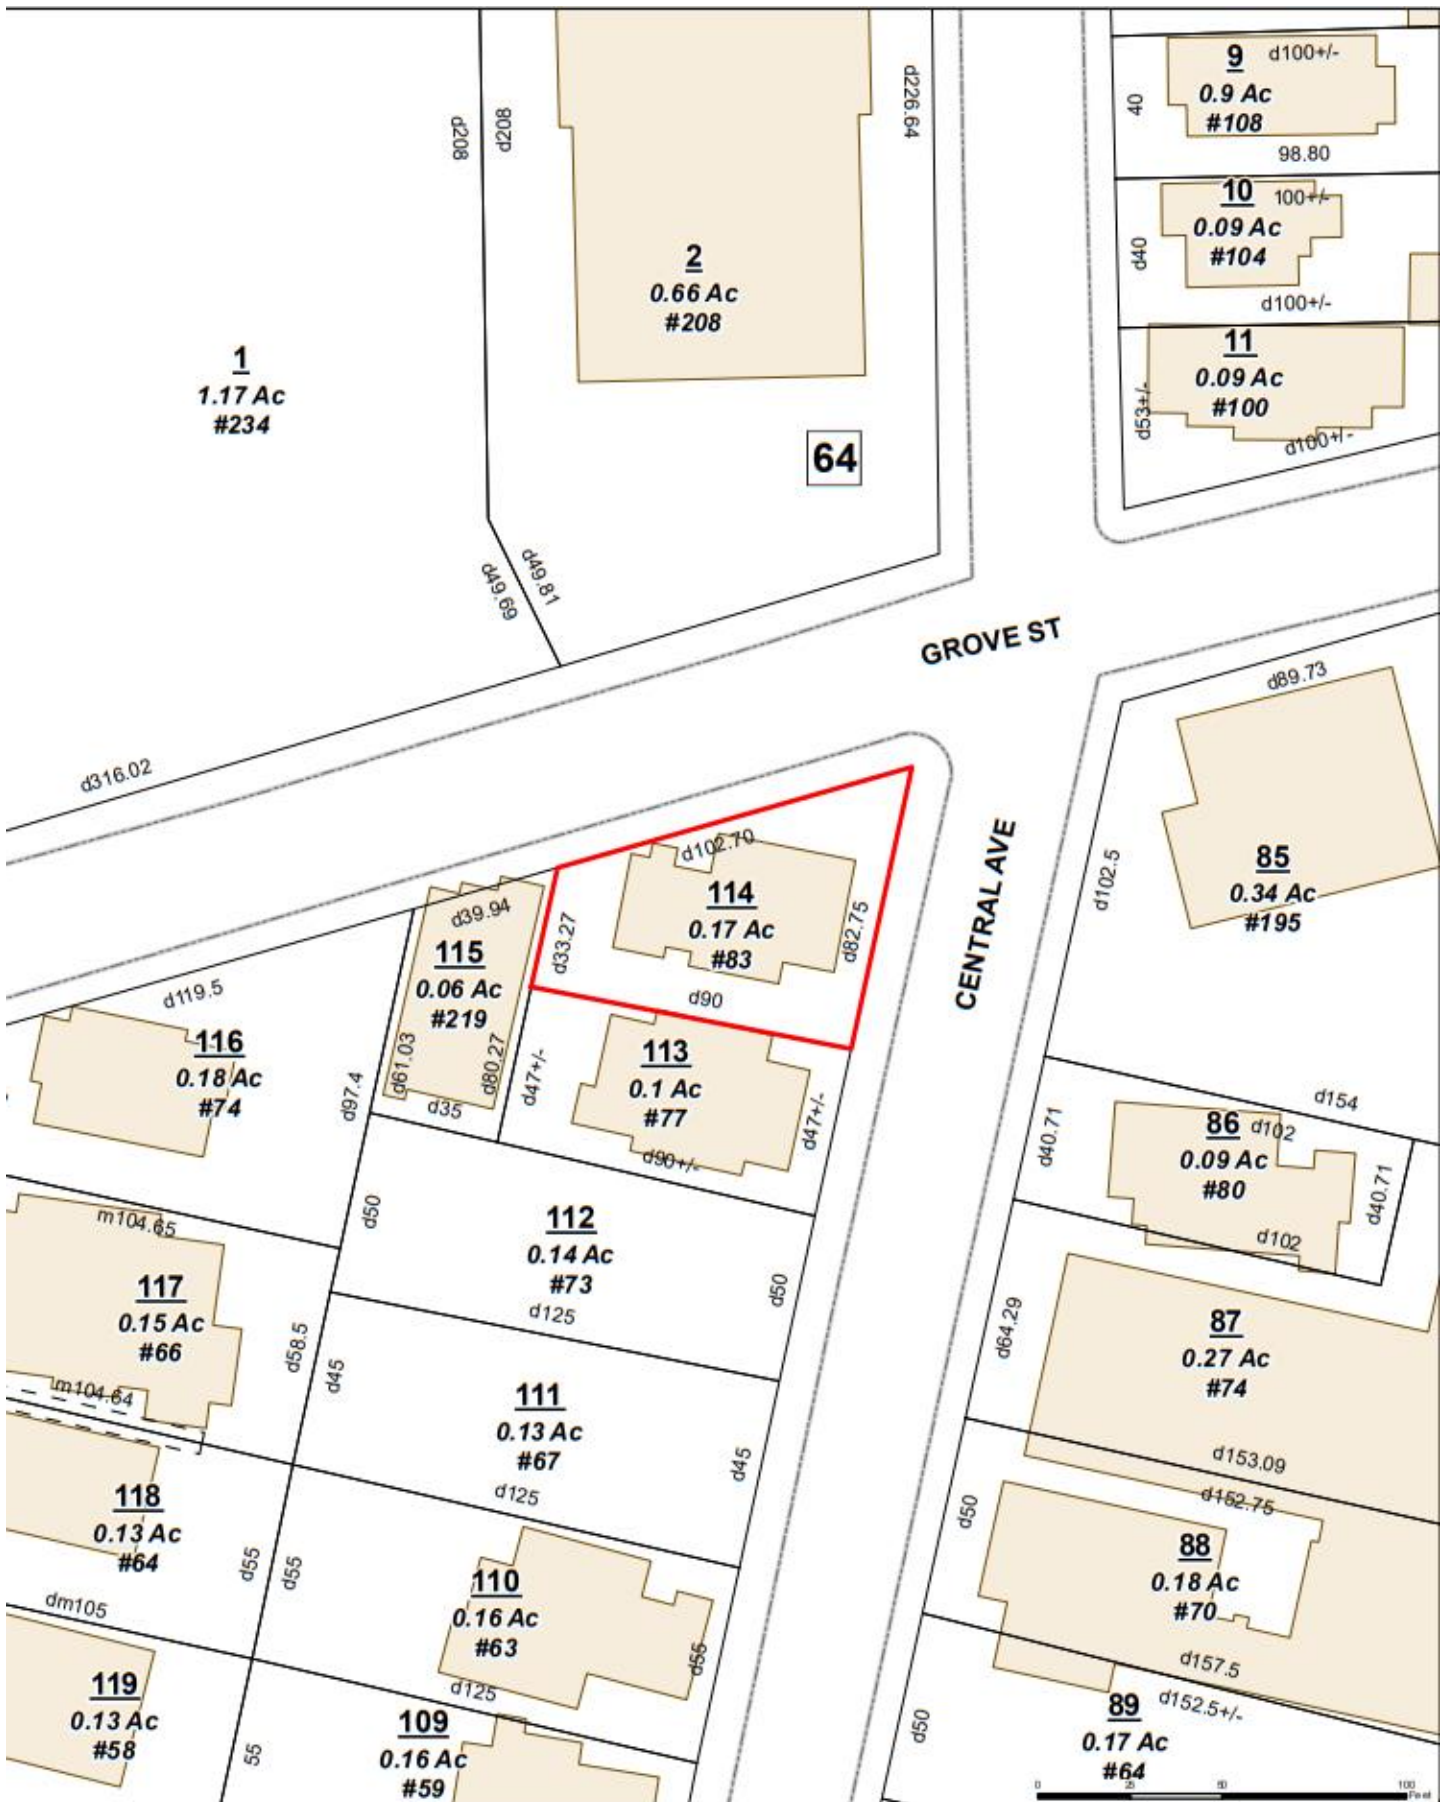 9
0.9 Ac
#108
d100+/-
40
98.80
d226.64
d208
d208
10
0.09 Ac
#104
100+/-
d40
d100+/-
2
0.66 Ac
#208
11
0.09 Ac
#100
d53+/-
d100+/-
1
1.17 Ac
#234
64
d49.81
d49.69
GROVE ST
d89.73
d316.02
d102.70
114
0.17 Ac
#83
d33.27
d82.75
d90
CENTRAL AVE
d102.5
85
0.34 Ac
#195
d39.94
115
0.06 Ac
#219
d61.03
d80.27
d35
d119.5
116
0.18 Ac
#74
d97.4
d47+/-
113
0.1 Ac
#77
d47+/-
d90+/-
d154
86
0.09 Ac
#80
d102
d40.71
d40.71
d102
m104.65
d50
112
0.14 Ac
#73
d50
d125
117
0.15 Ac
#66
d58.5
m104.64
d64.29
87
0.27 Ac
#74
d45
111
0.13 Ac
#67
d45
d125
d153.09
d152.75
118
0.13 Ac
#64
d55
d55
dm105
110
0.16 Ac
#63
d55
d125
d50
88
0.18 Ac
#70
d157.5
d152.5+/-
119
0.13 Ac
#58
55
109
0.16 Ac
#59
d50
89
0.17 Ac
#64
0 25 50 100
Feet